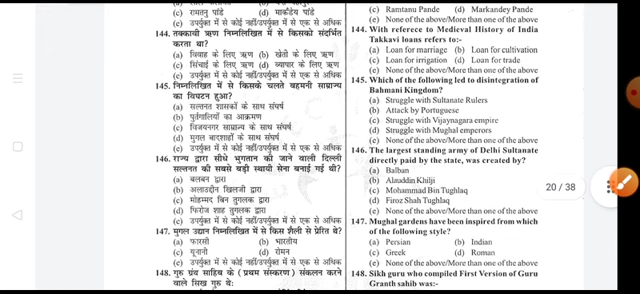 (c) रामतनु पांडे (d) मार्कंडेय पांडे
(e) उपर्युक्त में से कोई नहीं/उपर्युक्त में से एक से अधिक
144. तक्कावी ऋण निम्नलिखित में से किसको संदर्भित
करता था?
(a) विवाह के लिए ऋण (b) खेती के लिए ऋण
(c) सिंचाई के लिए ऋण (d) व्यापार के लिए ऋण
(e) उपर्युक्त में से कोई नहीं/उपर्युक्त में से एक से अधिक
145. निम्नलिखित में से किसके चलते बहमनी साम्राज्य
का विघटन हुआ?
(a) सल्तनत शासकों के साथ संघर्ष
(b) पुर्तगालियों का आक्रमण
(c) विजयनगर साम्राज्य के साथ संघर्ष
(d) मुगल बादशाहों के साथ संघर्ष
(e) उपर्युक्त में से कोई नहीं/उपर्युक्त में से एक से अधिक
146. राज्य द्वारा सीधे भुगतान की जाने वाली दिल्ली
सल्तनत की सबसे बड़ी स्थायी सेना बनाई गई थी?
(a) बलबन द्वारा
(b) अलाउद्दीन खिलजी द्वारा
(c) मोहम्मद बिन तुगलक द्वारा
(d) फिरोज शाह तुगलक द्वारा
(e) उपर्युक्त में से कोई नहीं/उपर्युक्त में से एक से अधिक
147. मुगल उद्यान निम्नलिखित में से किस शैली से प्रेरित थे?
(a) फारसी (b) भारतीय
(c) यूनानी (d) रोमन
(e) उपर्युक्त में से कोई नहीं/उपर्युक्त में से एक से अधिक
148. गुरु ग्रंथ साहिब के (प्रथम संस्करण) संकलन करने
वाले सिख गुरु थे:
(c) Ramtanu Pande (d) Markandey Pande
(e) None of the above/More than one of the above
144. With referece to Medieval History of India
Takkavi loans refers to:-
(a) Loan for marriage (b) Loan for cultivation
(c) Loan for irrigation (d) Loan for trade
(e) None of the above/More than one of the above
145. Which of the following led to disintegration of
Bahmani Kingdom?
(a) Struggle with Sultanate Rulers
(b) Attack by Portuguese
(c) Struggle with Vijaynagara empire
(d) Struggle with Mughal emperors
(e) None of the above/More than one of the above
146. The largest standing army of Delhi Sultanate
directly paid by the state, was created by?
(a) Balban
(b) Alauddin Khilji
(c) Mohammad Bin Tughlaq
(d) Firoz Shah Tughlaq
(e) None of the above/More than one of the above
147. Mughal gardens have been inspired from which
of the following style?
(a) Persian (b) Indian
(c) Greek (d) Roman
(e) None of the above/More than one of the above
148. Sikh guru who compiled First Version of Guru
Granth sahib was:-
20 / 38